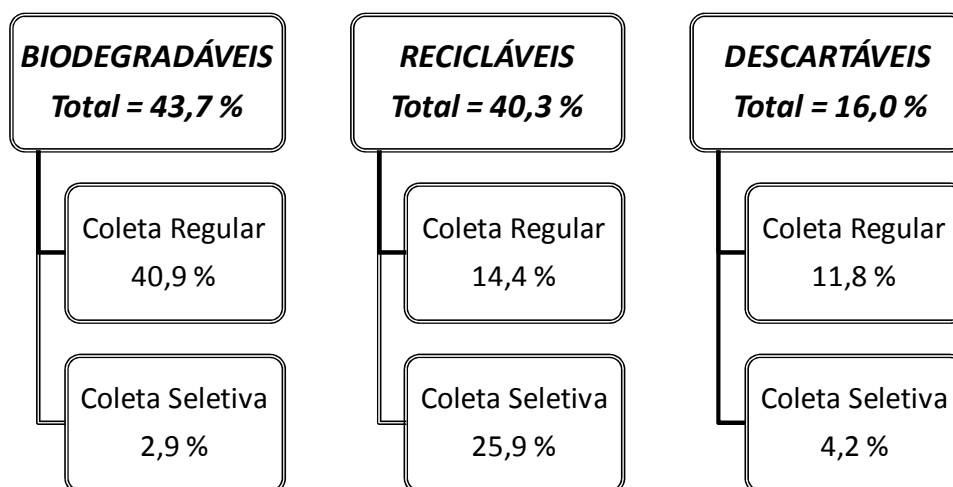 BIODEGRADÁVEIS
Total = 43,7 %
Coleta Regular
40,9 %
Coleta Seletiva
2,9 %
RECICLÁVEIS
Total = 40,3 %
Coleta Regular
14,4 %
Coleta Seletiva
25,9 %
DESCARTÁVEIS
Total = 16,0 %
Coleta Regular
11,8 %
Coleta Seletiva
4,2 %